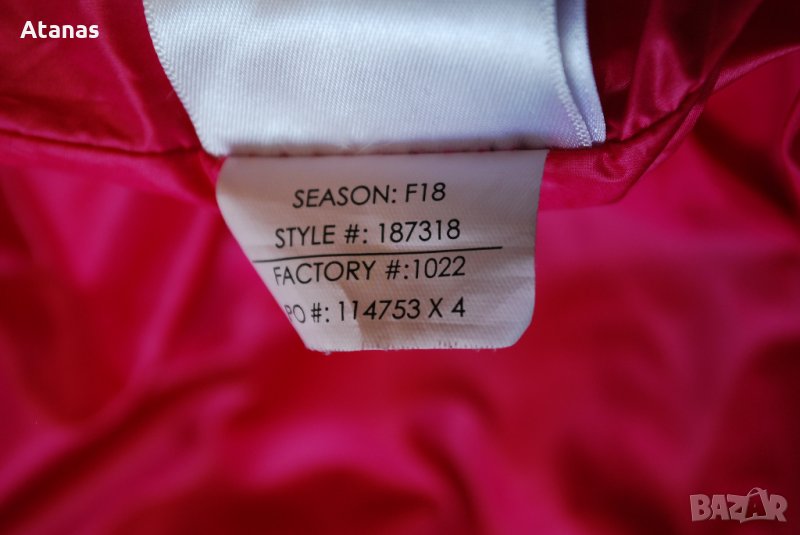 Atanas
SEASON: F18
STYLE #: 187318
FACTORY #:1022
PO #: 114753 X 4
BAZAR